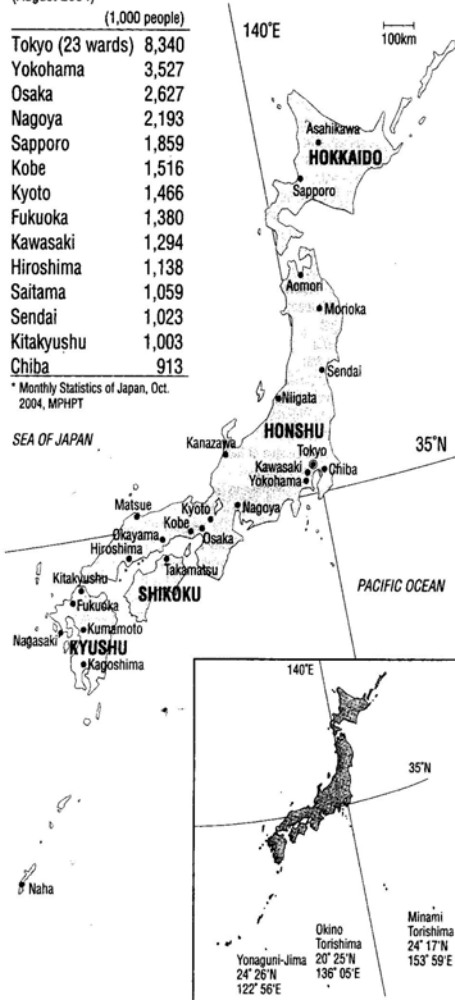 (1,000 people)
Tokyo (23 wards) 8,340
Yokohama 3,527
Osaka 2,627
Nagoya 2,193
Sapporo 1,859
Kobe 1,516
Kyoto 1,466
Fukuoka 1,380
Kawasaki 1,294
Hiroshima 1,138
Saitama 1,059
Sendai 1,023
Kitakyushu 1,003
Chiba 913
* Monthly Statistics of Japan, Oct.
2004, MPHPT
140°E
100km
Asahikawa
HOKKAIDO
Sapporo
Aomori
Morioka
Sendai
Niigata
SEA OF JAPAN
HONSHU
Kanazawa
Tokyo
35°N
Kawasaki
Chiba
Yokohama
Matsue
Kyoto
Nagoya
Kobe
Okayama
Osaka
Hiroshima
Takamatsu
Kitakyushu
SHIKOKU
PACIFIC OCEAN
Fukuoka
Kumamoto
Nagasaki
KYUSHU
Kagoshima
Naha
140°E
35°N
Yonaguni-Jima
24° 26'N
122° 56'E
Okino
Torishima
20° 25'N
136° 05'E
Minami
Torishima
24° 17'N
153° 59'E